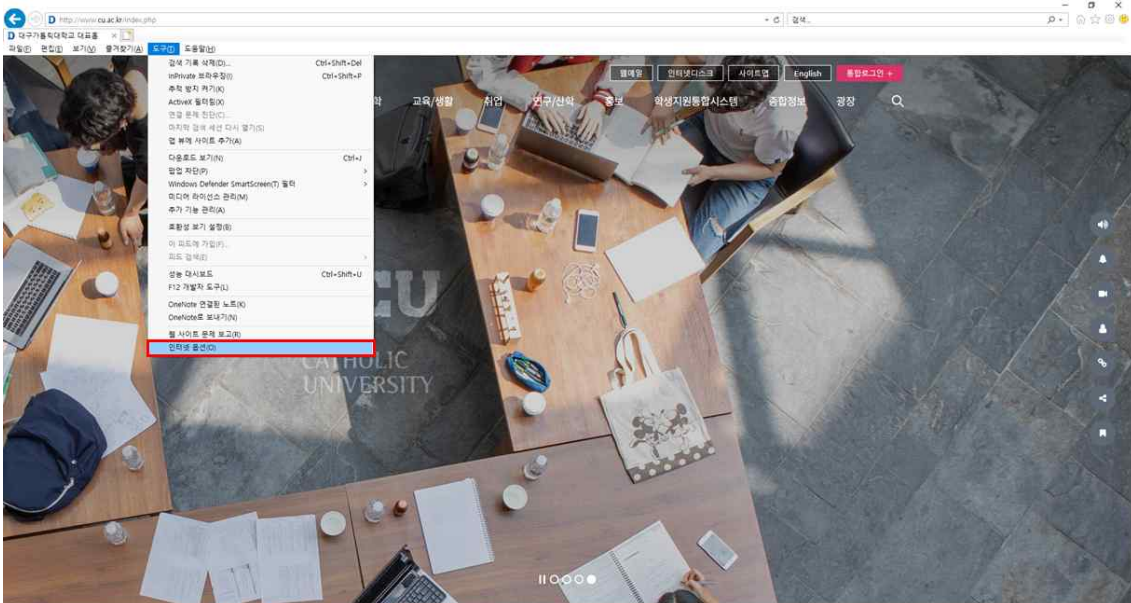 http://www.cu.ac.kr/index.php
검색...
대구가톨릭대학교 대표홈
파일(F) 편집(E) 보기(V) 즐겨찾기(A) 도구(T) 도움말(H)
검색 기록 삭제(D)... Ctrl+Shift+Del
InPrivate 브라우징(I) Ctrl+Shift+P
추적 방지 켜기(K)
ActiveX 필터링(X)
연결 문제 진단(C)...
마지막 검색 세션 다시 열기(S)
앱 뷰에 사이트 추가(A)
다운로드 보기(N) Ctrl+J
팝업 차단(P)
Windows Defender SmartScreen(T) 필터
미디어 라이선스 관리(M)
추가 기능 관리(A)
호환성 보기 설정(B)
이 피드에 가입(F)...
피드 검색(E)
성능 대시보드 Ctrl+Shift+U
F12 개발자 도구(L)
OneNote 연결된 노트(K)
OneNote로 보내기(N)
웹 사이트 문제 보고(R)
인터넷 옵션(O)
웹메일 인터넷디스크 사이트맵 English 통합로그인 +
학 교육/생활 취업 연구/산학 홍보 학생지원통합시스템 종합정보 광장
CU
CATHOLIC
UNIVERSITY